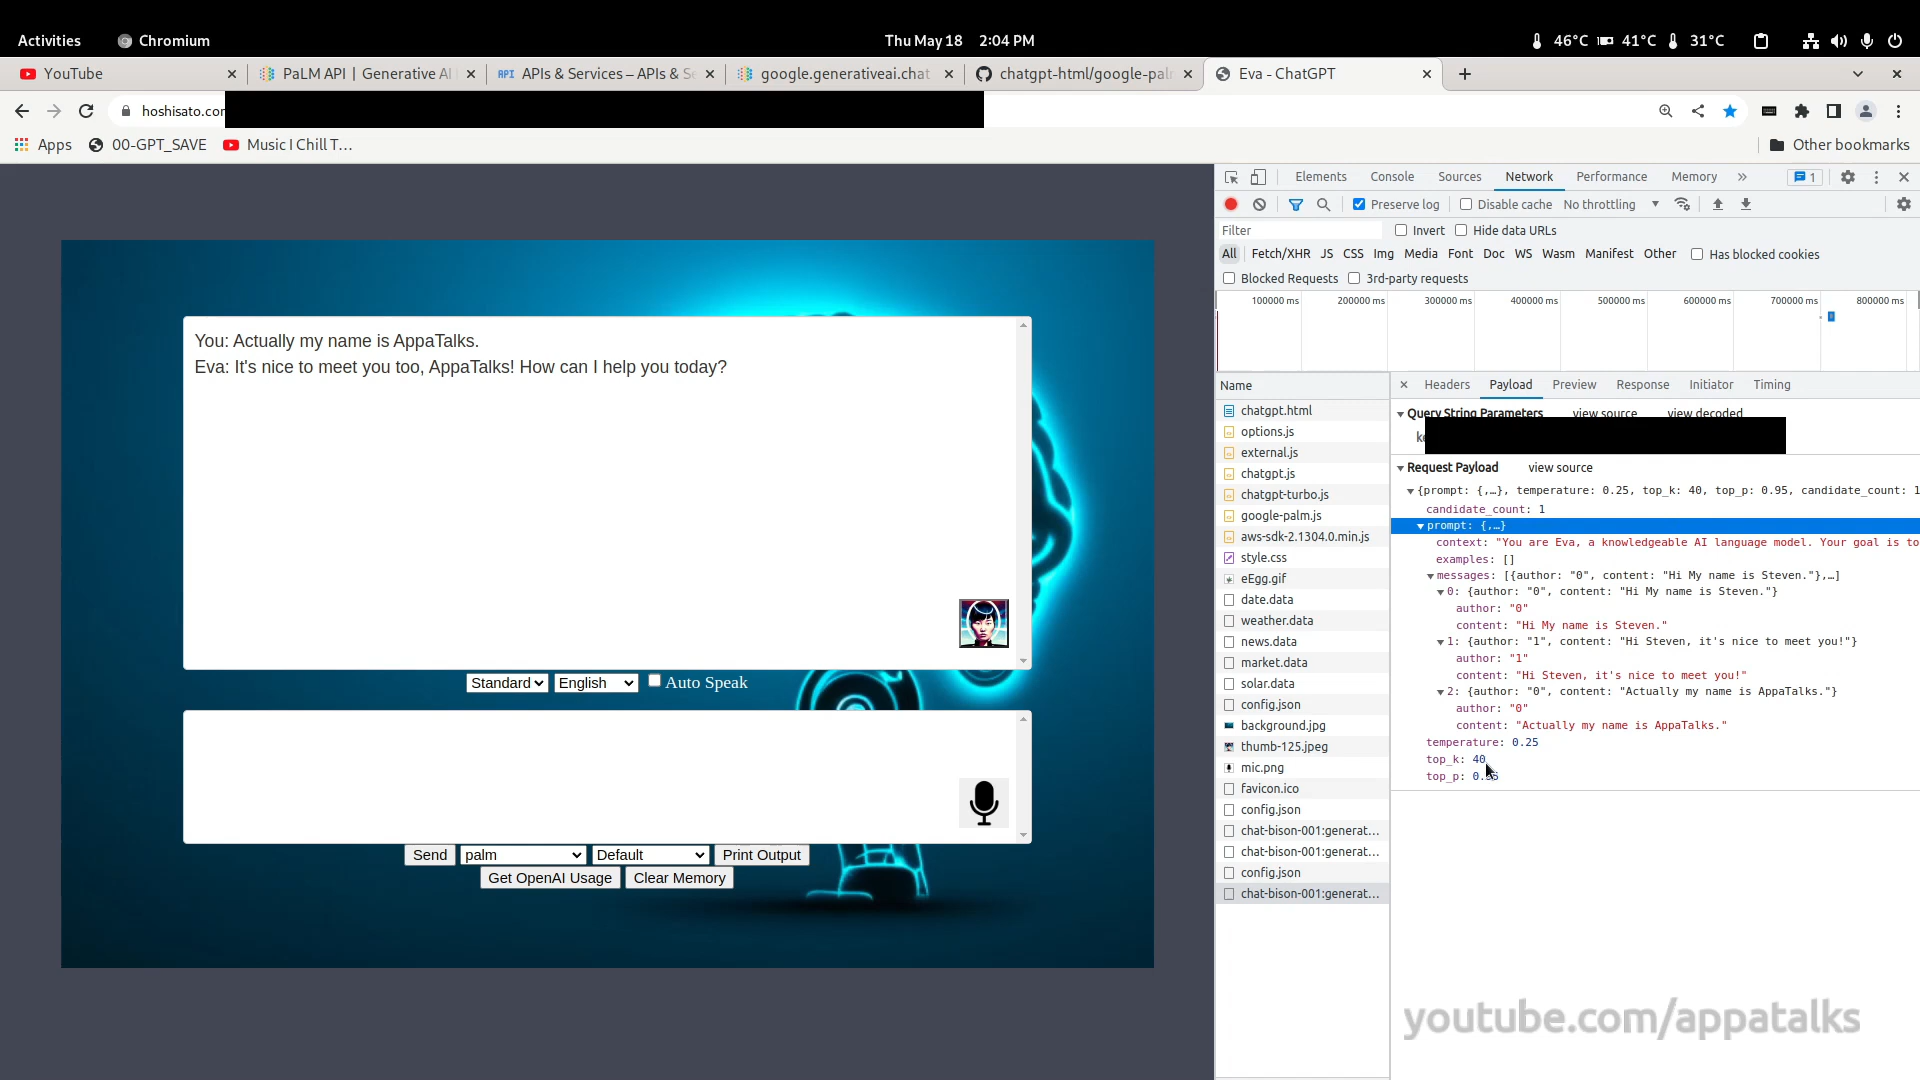 Activities Chromium Thu May 18 2:04 PM 46°C 41°C 31°C
YouTube PaLM API | Generative AI APIs & Services – APIs & Se google.generativeai.chat chatgpt-html/google-pal Eva - ChatGPT
hoshisato.cor
Apps 00-GPT_SAVE Music I Chill T… Other bookmarks
You: Actually my name is AppaTalks.
Eva: It's nice to meet you too, AppaTalks! How can I help you today?
Standard English Auto Speak
Send palm Default Print Output
Get OpenAI Usage Clear Memory
Elements Console Sources Network Performance Memory » 1
Preserve log Disable cache No throttling
Filter Invert Hide data URLs
All Fetch/XHR JS CSS Img Media Font Doc WS Wasm Manifest Other Has blocked cookies
Blocked Requests 3rd-party requests
100000 ms 200000 ms 300000 ms 400000 ms 500000 ms 600000 ms 700000 ms 800000 ms
Name
chatgpt.html
options.js
external.js
chatgpt.js
chatgpt-turbo.js
google-palm.js
aws-sdk-2.1304.0.min.js
style.css
eEgg.gif
date.data
weather.data
news.data
market.data
solar.data
config.json
background.jpg
thumb-125.jpeg
mic.png
favicon.ico
config.json
chat-bison-001:generat...
chat-bison-001:generat...
config.json
chat-bison-001:generat...
Headers Payload Preview Response Initiator Timing
Query String Parameters view source view decoded
Request Payload view source
{prompt: {,…}, temperature: 0.25, top_k: 40, top_p: 0.95, candidate_count: 1
candidate_count: 1
prompt: {,…}
context: "You are Eva, a knowledgeable AI language model. Your goal is to
examples: []
messages: [{author: "0", content: "Hi My name is Steven."},…]
0: {author: "0", content: "Hi My name is Steven."}
author: "0"
content: "Hi My name is Steven."
1: {author: "1", content: "Hi Steven, it's nice to meet you!"}
author: "1"
content: "Hi Steven, it's nice to meet you!"
2: {author: "0", content: "Actually my name is AppaTalks."}
author: "0"
content: "Actually my name is AppaTalks."
temperature: 0.25
top_k: 40
top_p: 0.95
youtube.com/appatalks